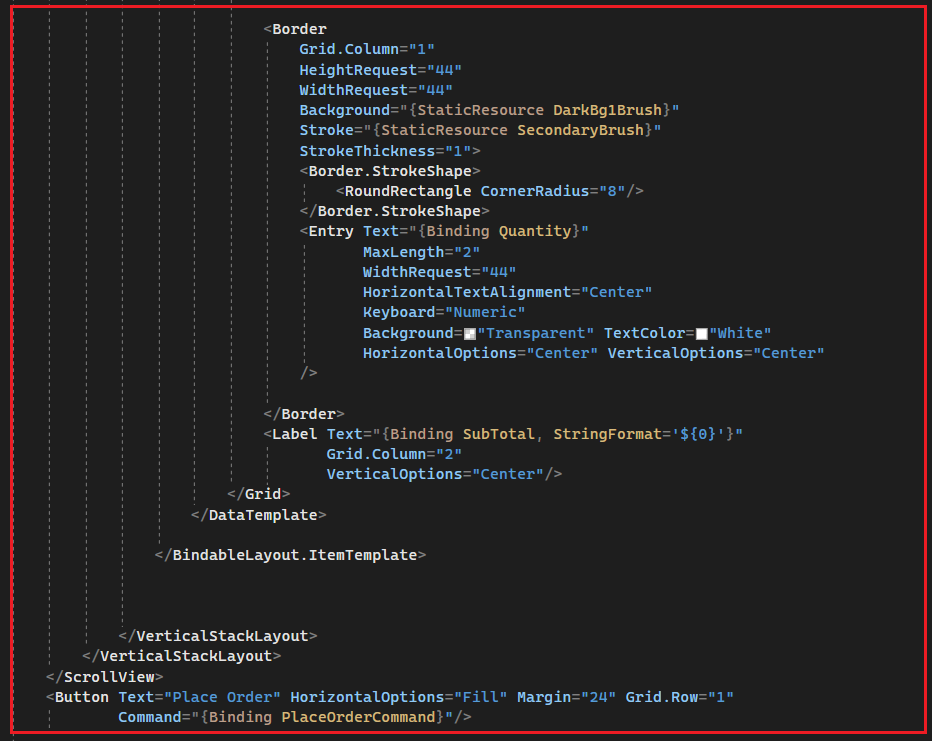 <Border
Grid.Column="1"
HeightRequest="44"
WidthRequest="44"
Background="{StaticResource DarkBg1Brush}"
Stroke="{StaticResource SecondaryBrush}"
StrokeThickness="1">
<Border.StrokeShape>
<RoundRectangle CornerRadius="8"/>
</Border.StrokeShape>
<Entry Text="{Binding Quantity}"
MaxLength="2"
WidthRequest="44"
HorizontalTextAlignment="Center"
Keyboard="Numeric"
Background="Transparent" TextColor="White"
HorizontalOptions="Center" VerticalOptions="Center"
/>
</Border>
<Label Text="{Binding SubTotal, StringFormat='${0}'}"
Grid.Column="2"
VerticalOptions="Center"/>
</Grid>
</DataTemplate>
</BindableLayout.ItemTemplate>
</VerticalStackLayout>
</VerticalStackLayout>
</ScrollView>
<Button Text="Place Order" HorizontalOptions="Fill" Margin="24" Grid.Row="1"
Command="{Binding PlaceOrderCommand}"/>